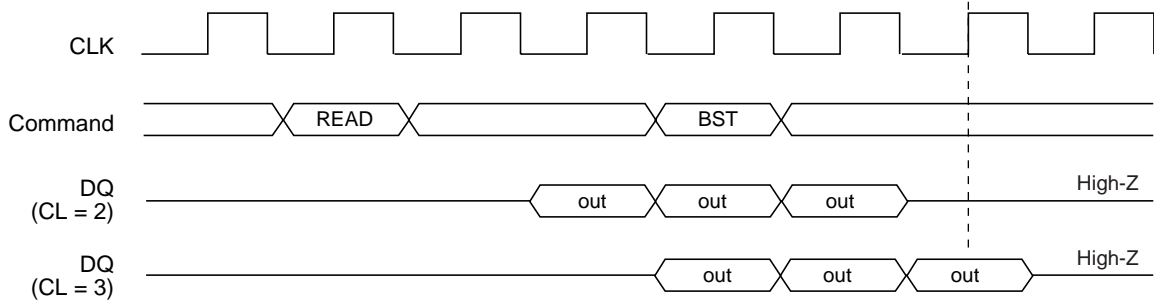 CLK
Command
READ
BST
DQ
(CL = 2)
out
out
out
High-Z
DQ
(CL = 3)
out
out
out
High-Z